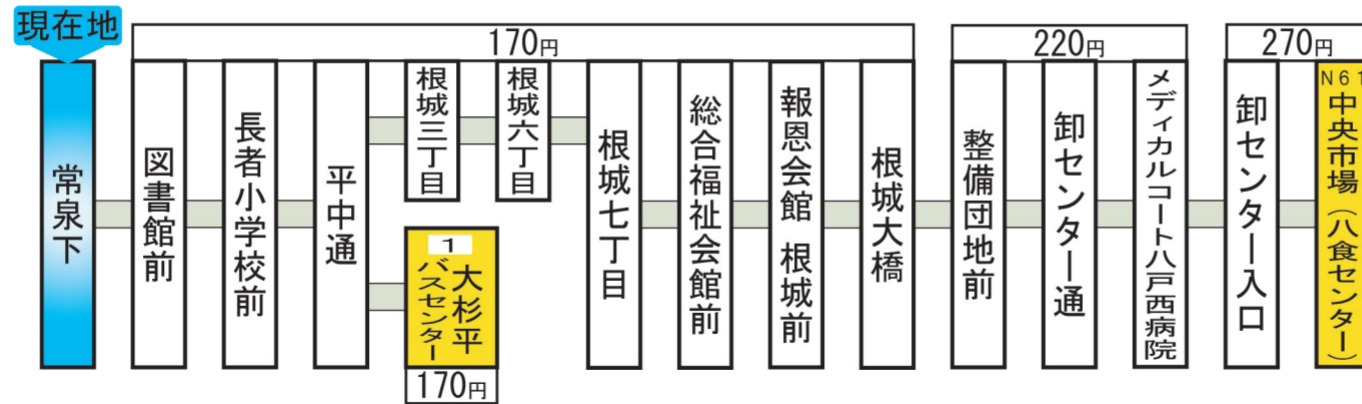 現在地
170円
220円
270円
常泉下
図書館前
長者小学校前
平中通
根城三丁目
根城六丁目
1
大杉平
バスセンター
170円
根城七丁目
総合福祉会館前
報恩会館 根城前
根城大橋
整備団地前
卸センター通
メディカルコート八戸西病院
卸センター入口
N61
中央市場（八食センター）